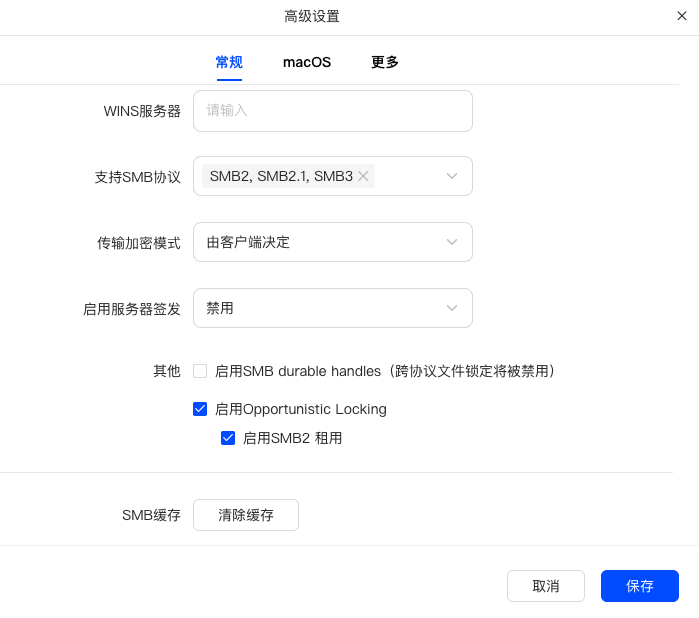 高级设置
常规 macOS 更多
WINS服务器 请输入
支持SMB协议 SMB2, SMB2.1, SMB3
传输加密模式 由客户端决定
启用服务器签发 禁用
其他 启用SMB durable handles（跨协议文件锁定将被禁用）
启用Opportunistic Locking
启用SMB2 租用
SMB缓存 清除缓存
取消 保存